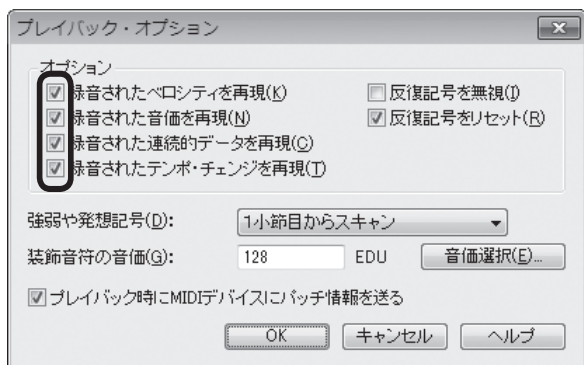 プレイバック・オプション
オプション
録音されたベロシティを再現(K)
反復記号を無視(I)
録音された音価を再現(N)
反復記号をリセット(R)
録音された連続的データを再現(C)
録音されたテンポ・チェンジを再現(T)
強弱や発想記号(D):
1小節目からスキャン
装飾音符の音価(G):
128
EDU
音価選択(E)...
プレイバック時にMIDIデバイスにパッチ情報を送る
OK
キャンセル
ヘルプ